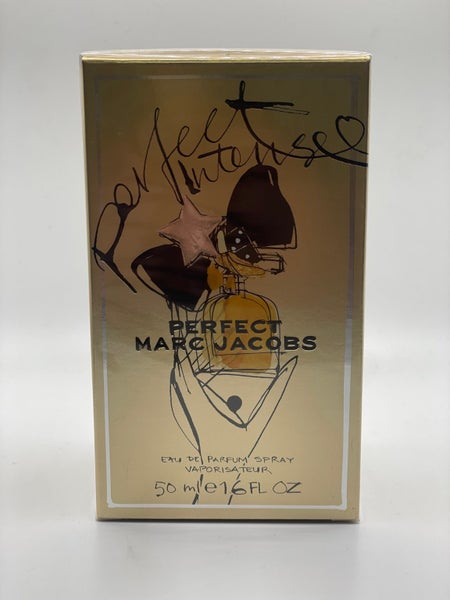 Perfect
intense
PERFECT
MARC JACOBS
EAU DE PARFUM SPRAY
VAPORISATEUR
50 ml e 1,6 FL OZ